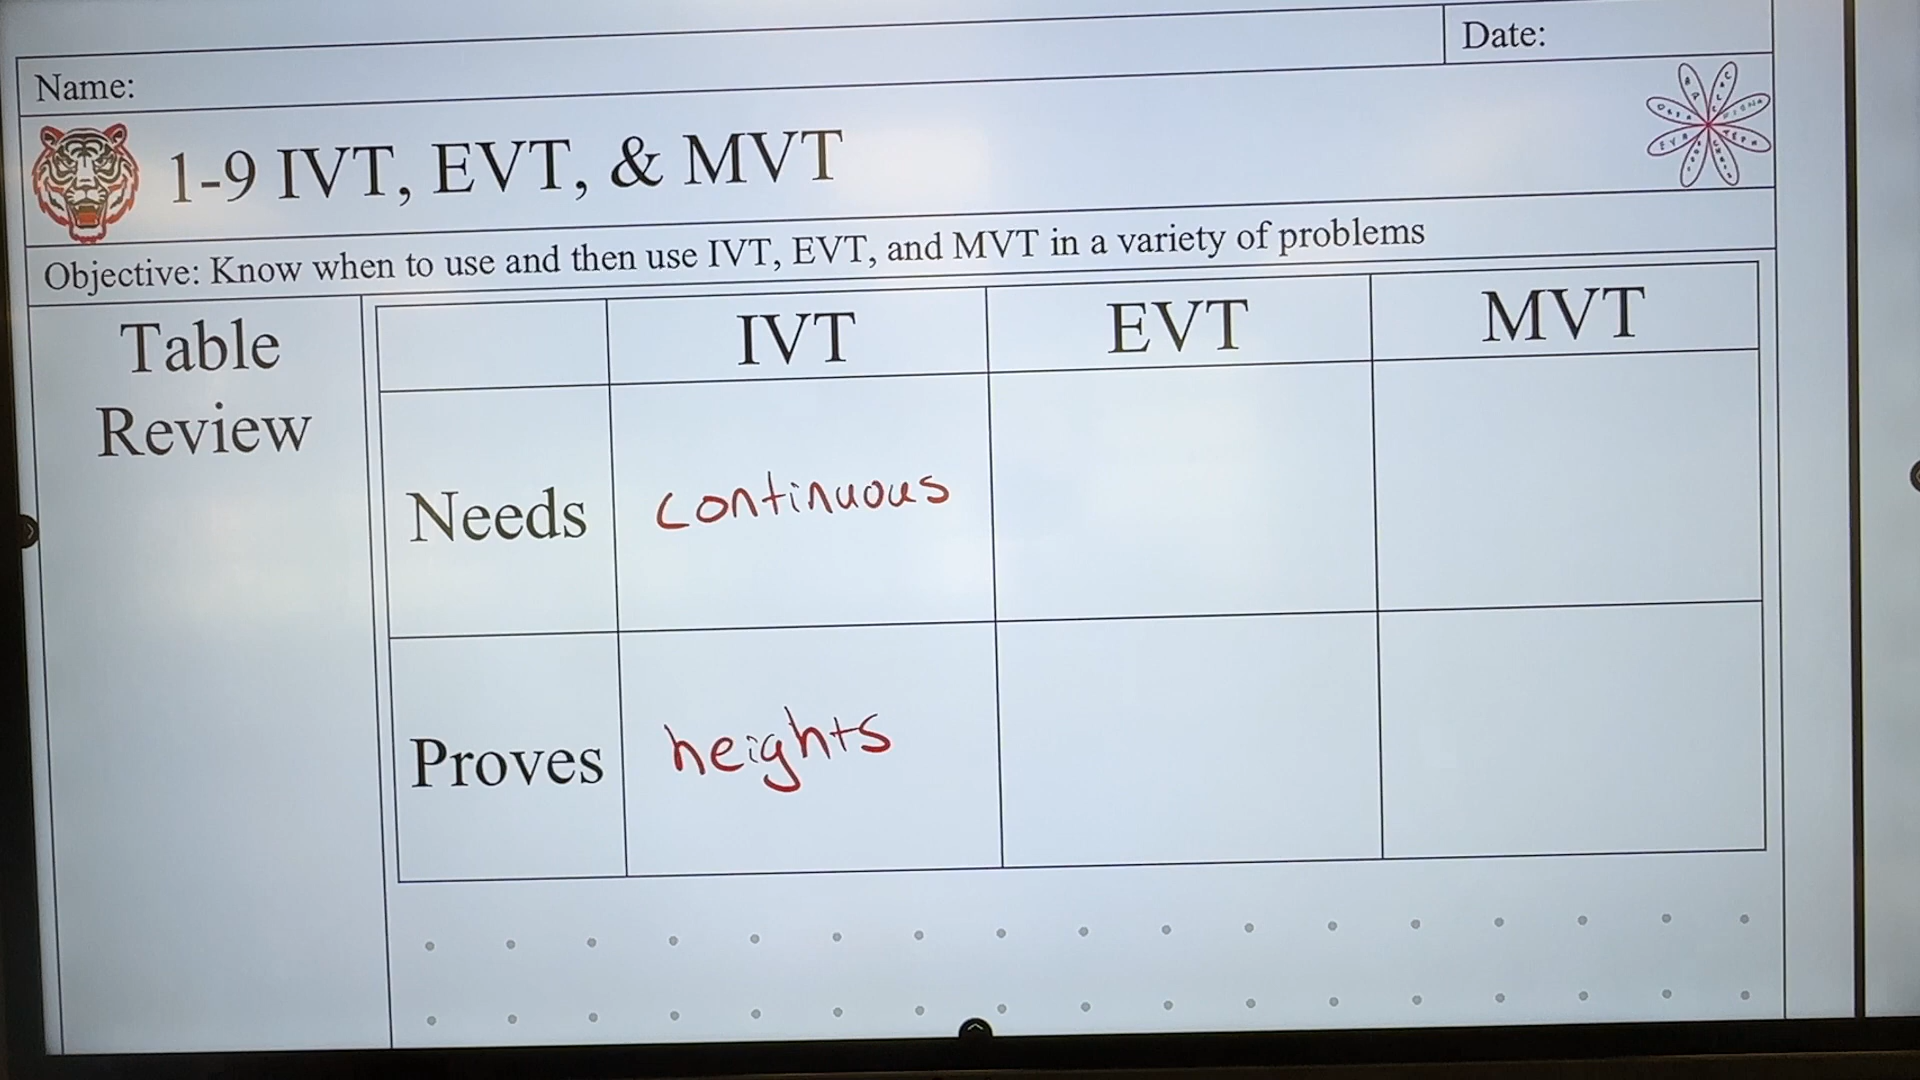 Name:
Date:
1-9 IVT, EVT, & MVT
Objective: Know when to use and then use IVT, EVT, and MVT in a variety of problems
Table
Review
IVT
EVT
MVT
Needs
continuous
Proves
heights